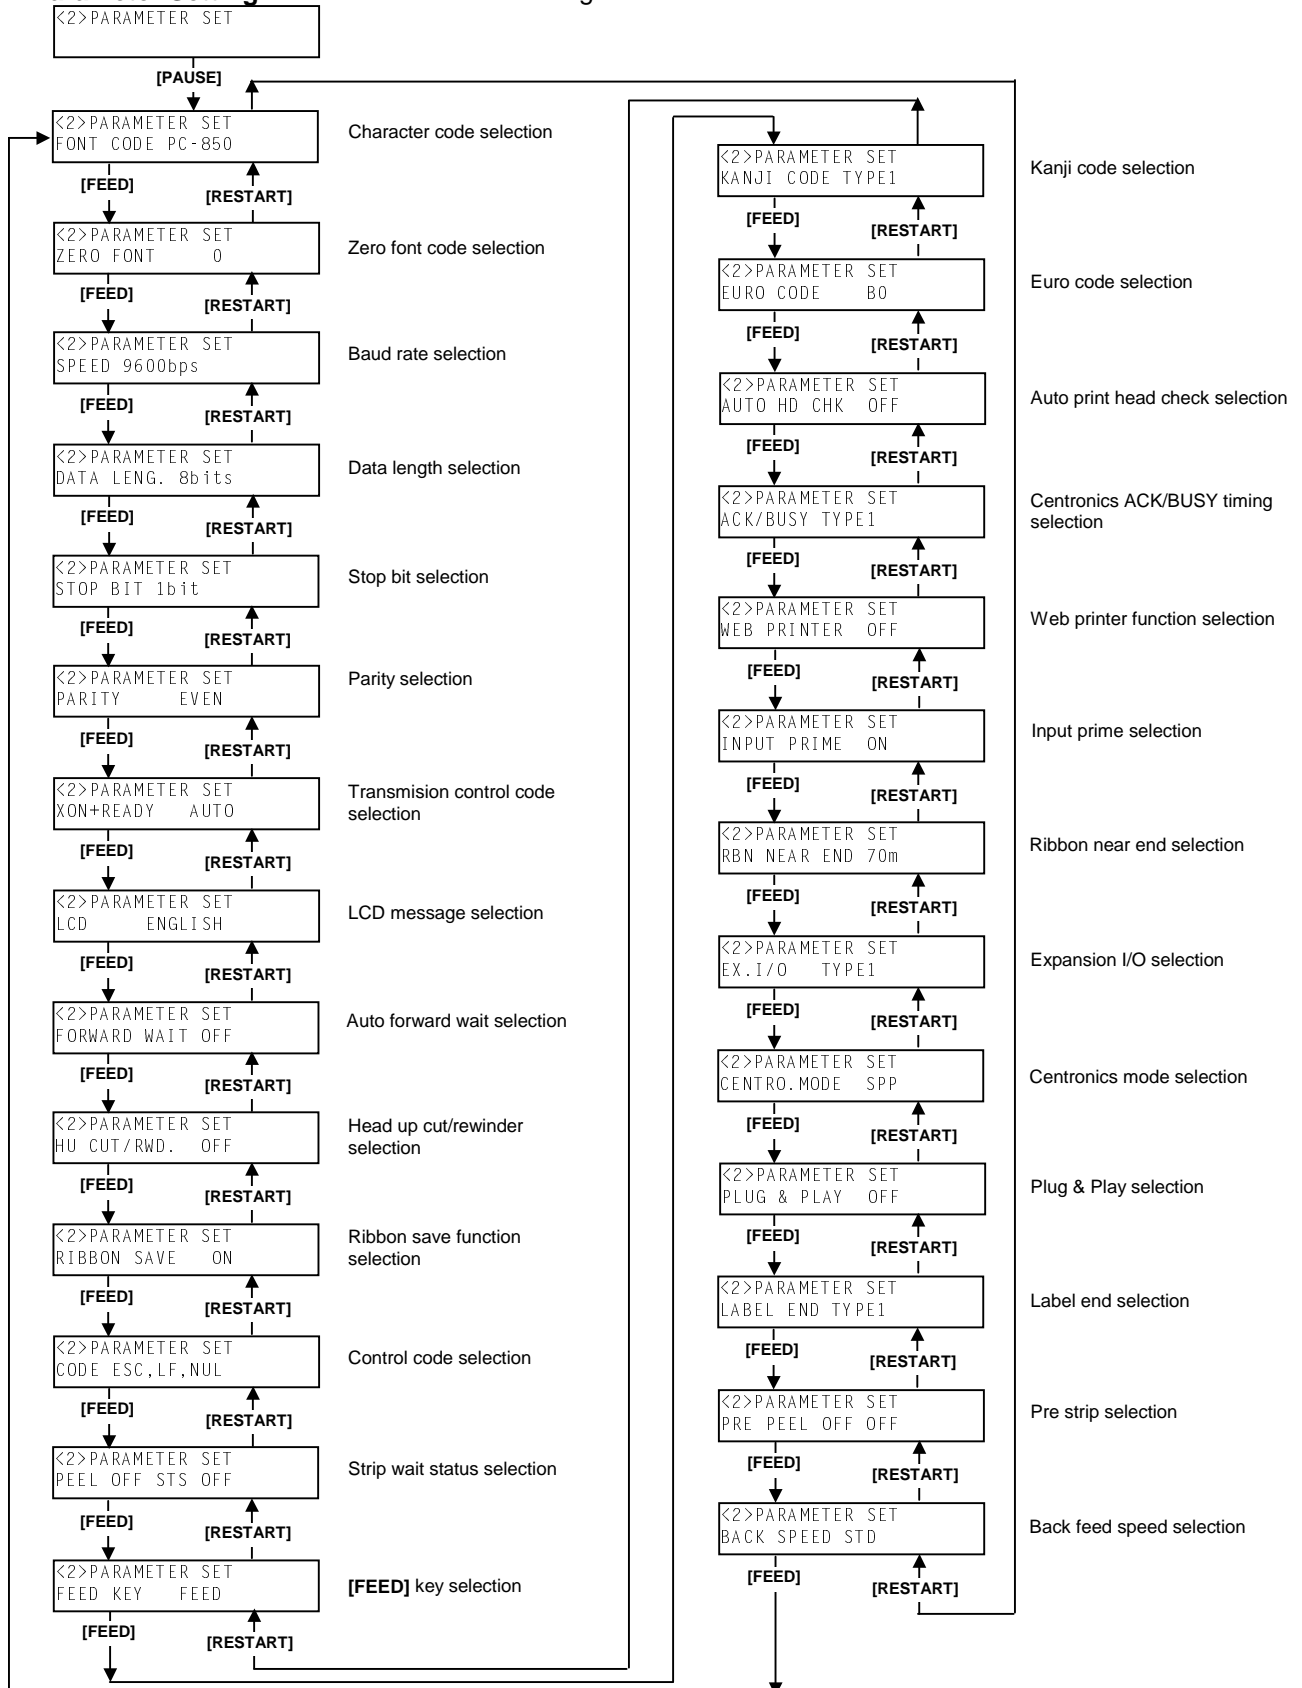 <2>PARAMETER SET
[PAUSE]
<2>PARAMETER SET
FONT CODE PC-850
Character code selection
[FEED]
[RESTART]
<2>PARAMETER SET
ZERO FONT 0
Zero font code selection
[FEED]
[RESTART]
<2>PARAMETER SET
SPEED 9600bps
Baud rate selection
[FEED]
[RESTART]
<2>PARAMETER SET
DATA LENG. 8bits
Data length selection
[FEED]
[RESTART]
<2>PARAMETER SET
STOP BIT 1bit
Stop bit selection
[FEED]
[RESTART]
<2>PARAMETER SET
PARITY EVEN
Parity selection
[FEED]
[RESTART]
<2>PARAMETER SET
XON+READY AUTO
Transmision control code
selection
[FEED]
[RESTART]
<2>PARAMETER SET
LCD ENGLISH
LCD message selection
[FEED]
[RESTART]
<2>PARAMETER SET
FORWARD WAIT OFF
Auto forward wait selection
[FEED]
[RESTART]
<2>PARAMETER SET
HU CUT/RWD. OFF
Head up cut/rewinder
selection
[FEED]
[RESTART]
<2>PARAMETER SET
RIBBON SAVE ON
Ribbon save function
selection
[FEED]
[RESTART]
<2>PARAMETER SET
CODE ESC,LF,NUL
Control code selection
[FEED]
[RESTART]
<2>PARAMETER SET
PEEL OFF STS OFF
Strip wait status selection
[FEED]
[RESTART]
<2>PARAMETER SET
FEED KEY FEED
[FEED] key selection
[FEED]
[RESTART]
<2>PARAMETER SET
KANJI CODE TYPE1
Kanji code selection
[FEED]
[RESTART]
<2>PARAMETER SET
EURO CODE B0
Euro code selection
[FEED]
[RESTART]
<2>PARAMETER SET
AUTO HD CHK OFF
Auto print head check selection
[FEED]
[RESTART]
<2>PARAMETER SET
ACK/BUSY TYPE1
Centronics ACK/BUSY timing
selection
[FEED]
[RESTART]
<2>PARAMETER SET
WEB PRINTER OFF
Web printer function selection
[FEED]
[RESTART]
<2>PARAMETER SET
INPUT PRIME ON
Input prime selection
[FEED]
[RESTART]
<2>PARAMETER SET
RBN NEAR END 70m
Ribbon near end selection
[FEED]
[RESTART]
<2>PARAMETER SET
EX.I/O TYPE1
Expansion I/O selection
[FEED]
[RESTART]
<2>PARAMETER SET
CENTRO.MODE SPP
Centronics mode selection
[FEED]
[RESTART]
<2>PARAMETER SET
PLUG & PLAY OFF
Plug & Play selection
[FEED]
[RESTART]
<2>PARAMETER SET
LABEL END TYPE1
Label end selection
[FEED]
[RESTART]
<2>PARAMETER SET
PRE PEEL OFF OFF
Pre strip selection
[FEED]
[RESTART]
<2>PARAMETER SET
BACK SPEED STD
Back feed speed selection
[FEED]
[RESTART]